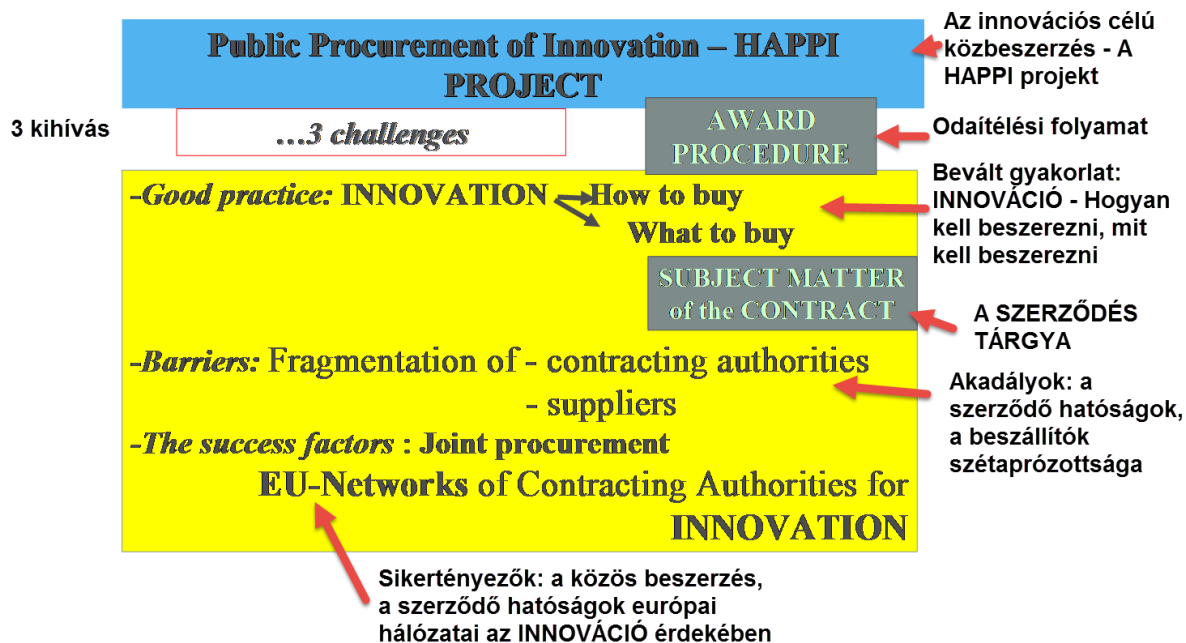 Public Procurement of Innovation – HAPPI
PROJECT
Az innovációs célú
közbeszerzés - A
HAPPI projekt
3 kihívás
...3 challenges
AWARD
PROCEDURE
Odaítélési folyamat
-Good practice: INNOVATION How to buy
What to buy
Bevált gyakorlat:
INNOVÁCIÓ - Hogyan
kell beszerezni, mit
kell beszerezni
SUBJECT MATTER
of the CONTRACT
A SZERZŐDÉS
TÁRGYA
-Barriers: Fragmentation of - contracting authorities
- suppliers
Akadályok: a
szerződő hatóságok,
a beszállítók
szétaprózottsága
-The success factors : Joint procurement
EU-Networks of Contracting Authorities for
INNOVATION
Sikertényezők: a közös beszerzés,
a szerződő hatóságok európai
hálózatai az INNOVÁCIÓ érdekében